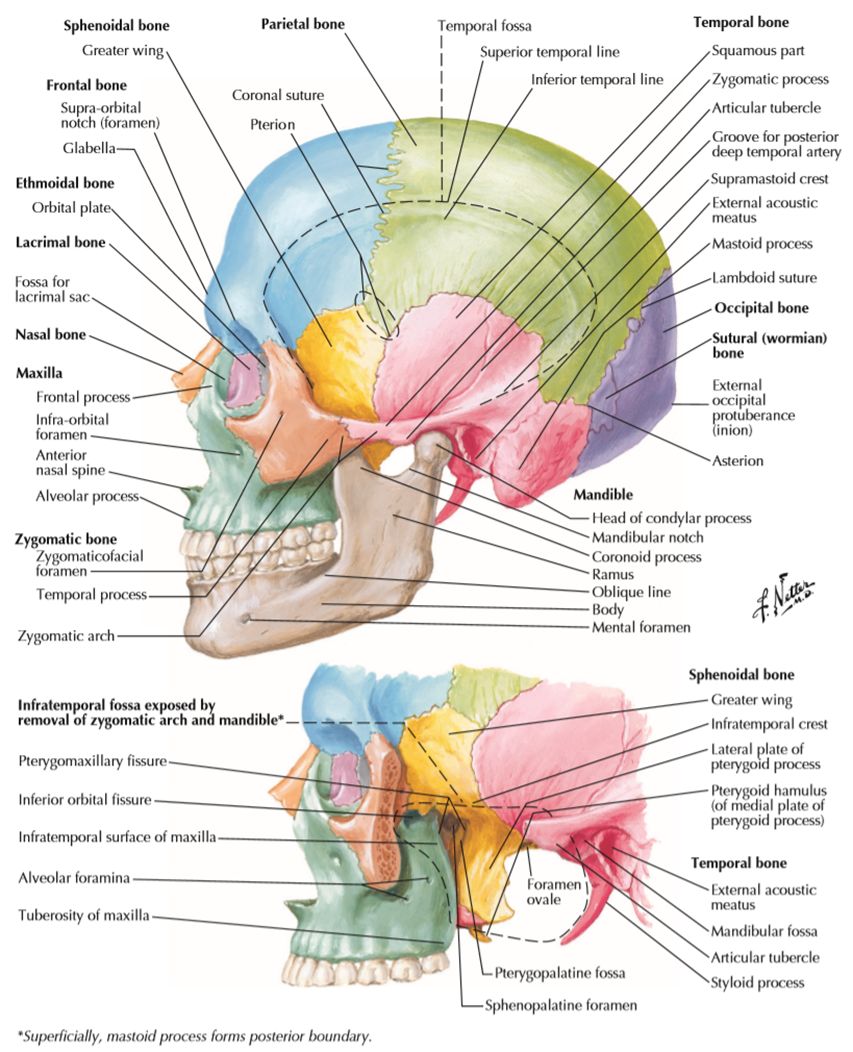 Sphenoidal bone
Greater wing
Frontal bone
Supra-orbital
notch (foramen)
Glabella
Ethmoidal bone
Orbital plate
Lacrimal bone
Fossa for
lacrimal sac
Nasal bone
Maxilla
Frontal process
Infra-orbital
foramen
Anterior
nasal spine
Alveolar process
Zygomatic bone
Zygomaticofacial
foramen
Temporal process
Zygomatic arch
Parietal bone
Coronal suture
Pterion
Temporal fossa
Superior temporal line
Inferior temporal line
Temporal bone
Squamous part
Zygomatic process
Articular tubercle
Groove for posterior
deep temporal artery
Supramastoid crest
External acoustic
meatus
Mastoid process
Lambdoid suture
Occipital bone
Sutural (wormian)
bone
External
occipital
protuberance
(inion)
Asterion
Mandible
Head of condylar process
Mandibular notch
Coronoid process
Ramus
Oblique line
Body
Mental foramen
F. Netter
M.D.
Infratemporal fossa exposed by
removal of zygomatic arch and mandible*
Pterygomaxillary fissure
Inferior orbital fissure
Infratemporal surface of maxilla
Alveolar foramina
Tuberosity of maxilla
Sphenoidal bone
Greater wing
Infratemporal crest
Lateral plate of
pterygoid process
Pterygoid hamulus
(of medial plate of
pterygoid process)
Temporal bone
External acoustic
meatus
Mandibular fossa
Articular tubercle
Styloid process
Foramen
ovale
Pterygopalatine fossa
Sphenopalatine foramen
*Superficially, mastoid process forms posterior boundary.